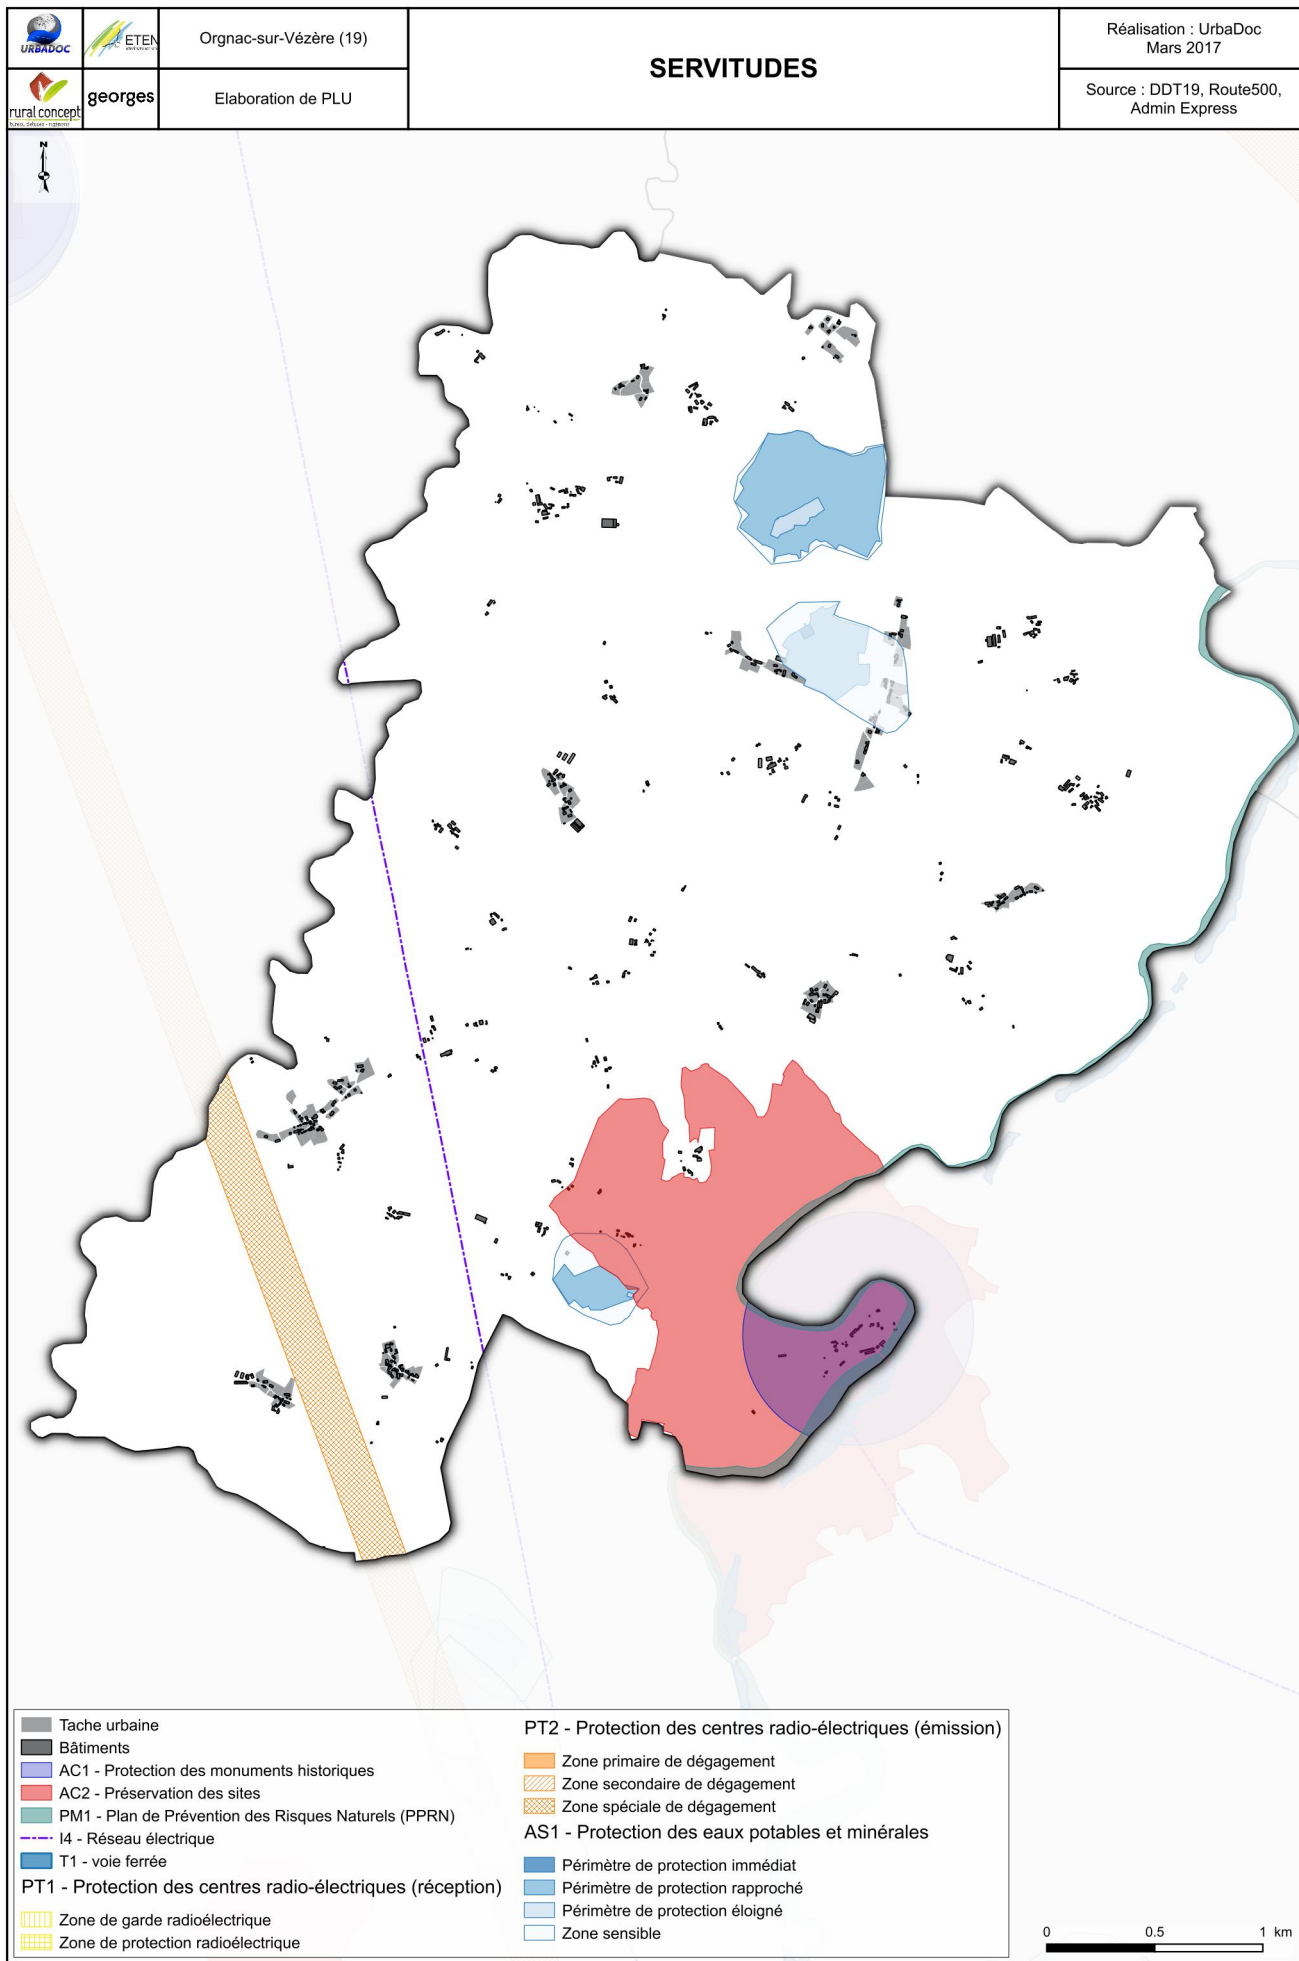 URBADOC
ETEN
Orgnac-sur-Vézère (19)
SERVITUDES
Réalisation : UrbaDoc
Mars 2017
rural concept
georges
Elaboration de PLU
Source : DDT19, Route500,
Admin Express
N
Tache urbaine
Bâtiments
AC1 - Protection des monuments historiques
AC2 - Préservation des sites
PM1 - Plan de Prévention des Risques Naturels (PPRN)
I4 - Réseau électrique
T1 - voie ferrée
PT1 - Protection des centres radio-électriques (réception)
Zone de garde radioélectrique
Zone de protection radioélectrique
PT2 - Protection des centres radio-électriques (émission)
Zone primaire de dégagement
Zone secondaire de dégagement
Zone spéciale de dégagement
AS1 - Protection des eaux potables et minérales
Périmètre de protection immédiat
Périmètre de protection rapproché
Périmètre de protection éloigné
Zone sensible
0 0.5 1 km